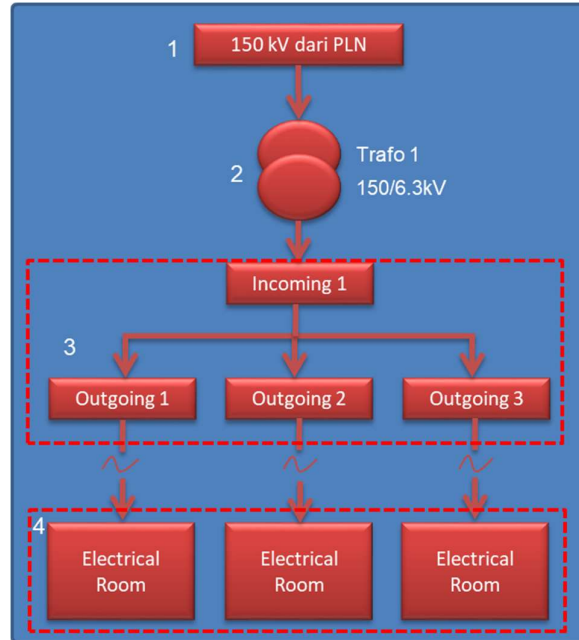 1
150 kV dari PLN
2
Trafo 1
150/6.3kV
Incoming 1
3
Outgoing 1
Outgoing 2
Outgoing 3
4
Electrical
Room
Electrical
Room
Electrical
Room